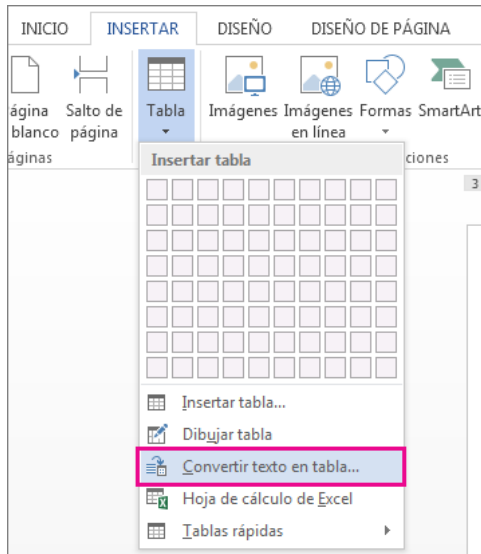 INICIO INSERTAR DISEÑO DISEÑO DE PÁGINA
ágina Salto de Tabla Imágenes Imágenes Formas SmartArt
blanco página en línea
áginas ciones
Insertar tabla
3
Insertar tabla...
Dibujar tabla
Convertir texto en tabla...
Hoja de cálculo de Excel
Tablas rápidas